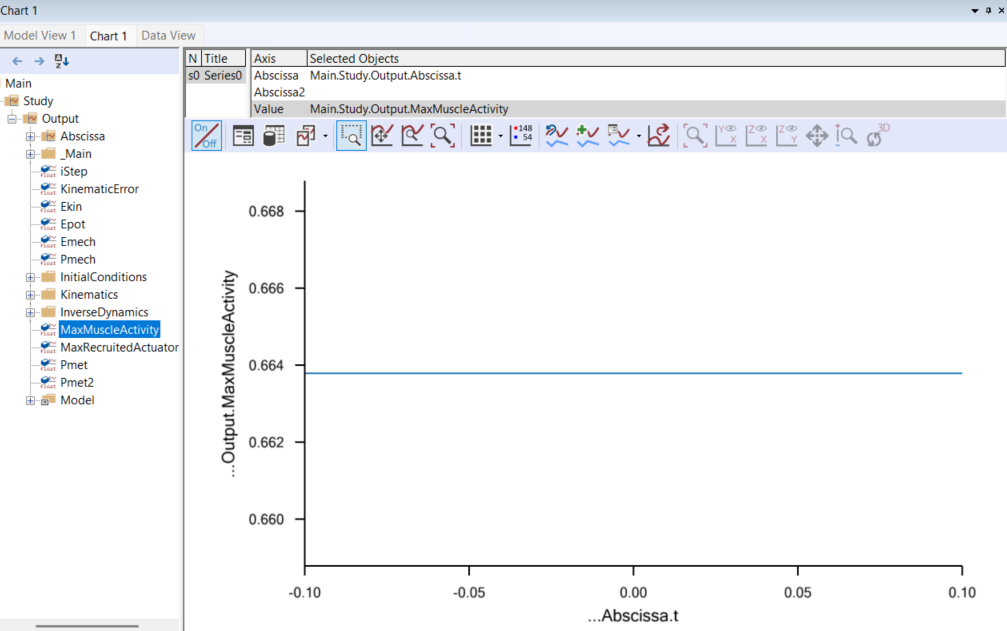 Chart 1
Model View 1 Chart 1 Data View
A Z
Main
Study
Output
Abscissa
_Main
iStep
KinematicError
Ekin
Epot
Emech
Pmech
InitialConditions
Kinematics
InverseDynamics
MaxMuscleActivity
MaxRecruitedActuator
Pmet
Pmet2
Model
N Title
s0 Series0
Axis Selected Objects
Abscissa Main.Study.Output.Abscissa.t
Abscissa2
Value Main.Study.Output.MaxMuscleActivity
On Off
148
54
Y X
Z X
Z Y
3D
0.668
0.666
0.664
0.662
0.660
...Output.MaxMuscleActivity
-0.10 -0.05 0.00 0.05 0.10
...Abscissa.t